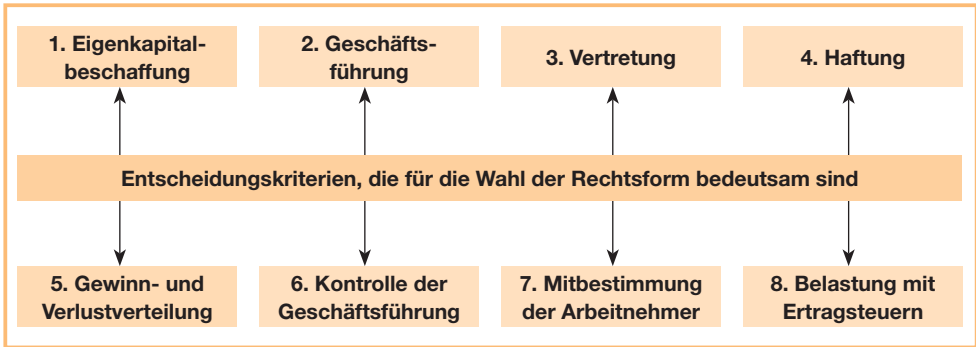 1. Eigenkapital-
beschaffung
2. Geschäfts-
führung
3. Vertretung
4. Haftung
Entscheidungskriterien, die für die Wahl der Rechtsform bedeutsam sind
5. Gewinn- und
Verlustverteilung
6. Kontrolle der
Geschäftsführung
7. Mitbestimmung
der Arbeitnehmer
8. Belastung mit
Ertragsteuern